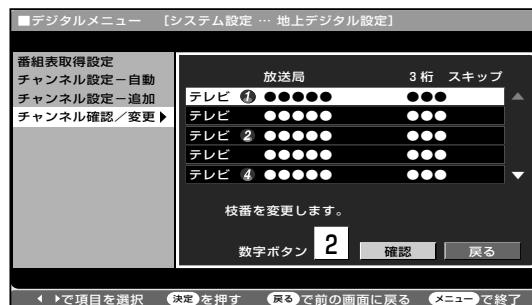 ■デジタルメニュー [システム設定 … 地上デジタル設定]
番組表取得設定
チャンネル設定－自動
チャンネル設定－追加
チャンネル確認／変更▶
放送局 3桁 スキップ
テレビ ❶ ●●●●● ●●●
テレビ ●●●●● ●●●
テレビ ❷ ●●●●● ●●●
テレビ ●●●●● ●●●
テレビ ❹ ●●●●● ●●●
枝番を変更します。
数字ボタン 2 確認 戻る
で項目を選択 決定を押す 戻るで前の画面に戻る メニューで終了